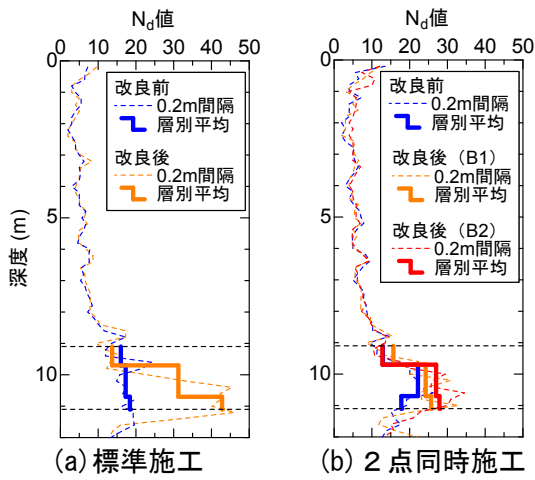 Nd値
0 10 20 30 40 50
0
5
10
深度 (m)
改良前
0.2m間隔
層別平均
改良後
0.2m間隔
層別平均
(a)標準施工
Nd値
0 10 20 30 40 50
0
5
10
改良前
0.2m間隔
層別平均
改良後（B1）
0.2m間隔
層別平均
改良後（B2）
0.2m間隔
層別平均
(b)２点同時施工